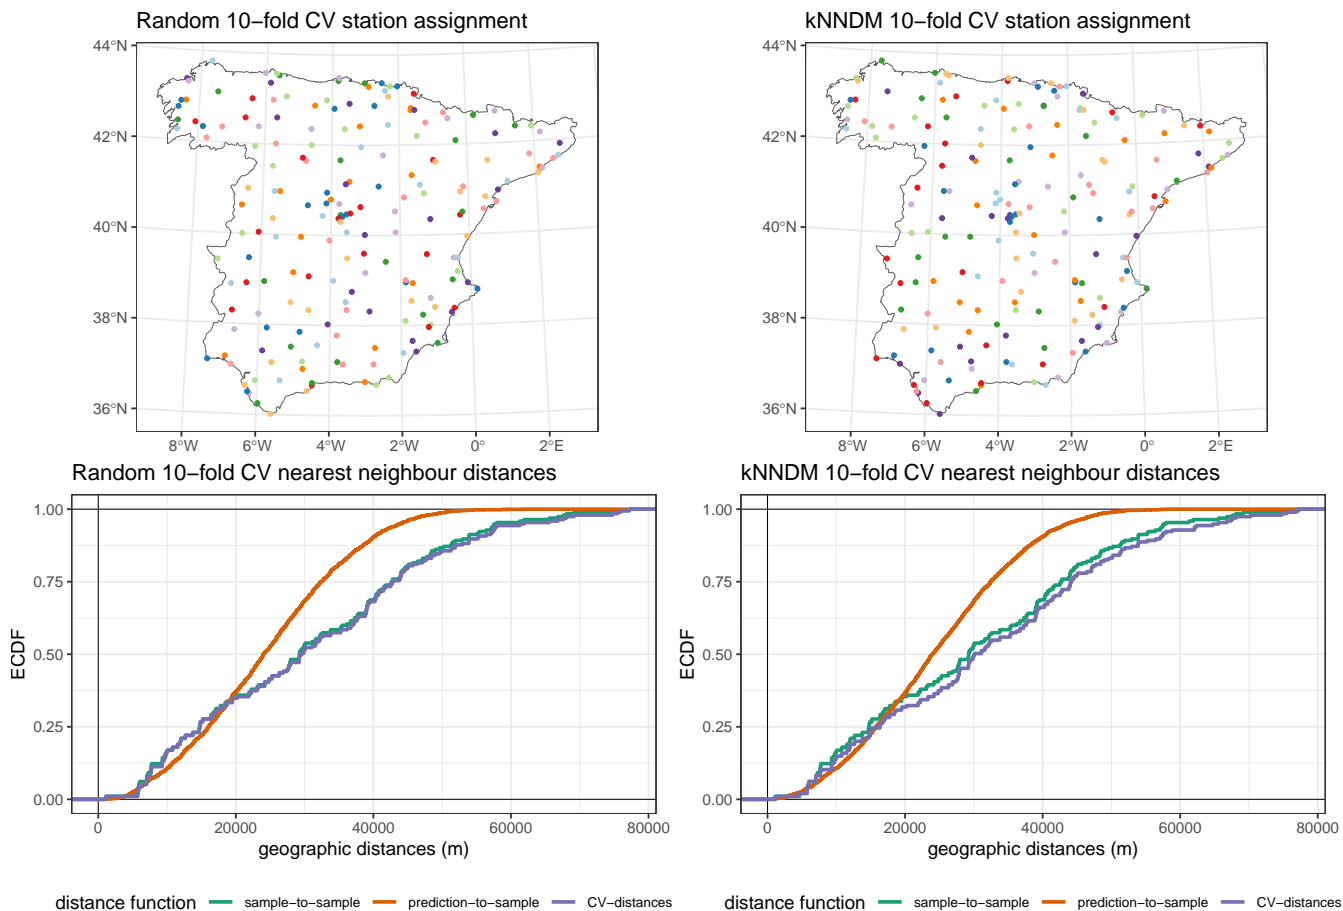 Random 10−fold CV station assignment
kNNDM 10−fold CV station assignment
44°N
42°N
40°N
38°N
36°N
8°W 6°W 4°W 2°W 0° 2°E
44°N
42°N
40°N
38°N
36°N
8°W 6°W 4°W 2°W 0° 2°E
Random 10−fold CV nearest neighbour distances
kNNDM 10−fold CV nearest neighbour distances
ECDF
1.00
0.75
0.50
0.25
0.00
0 20000 40000 60000 80000
geographic distances (m)
ECDF
1.00
0.75
0.50
0.25
0.00
0 20000 40000 60000 80000
geographic distances (m)
distance function sample−to−sample prediction−to−sample CV−distances
distance function sample−to−sample prediction−to−sample CV−distances